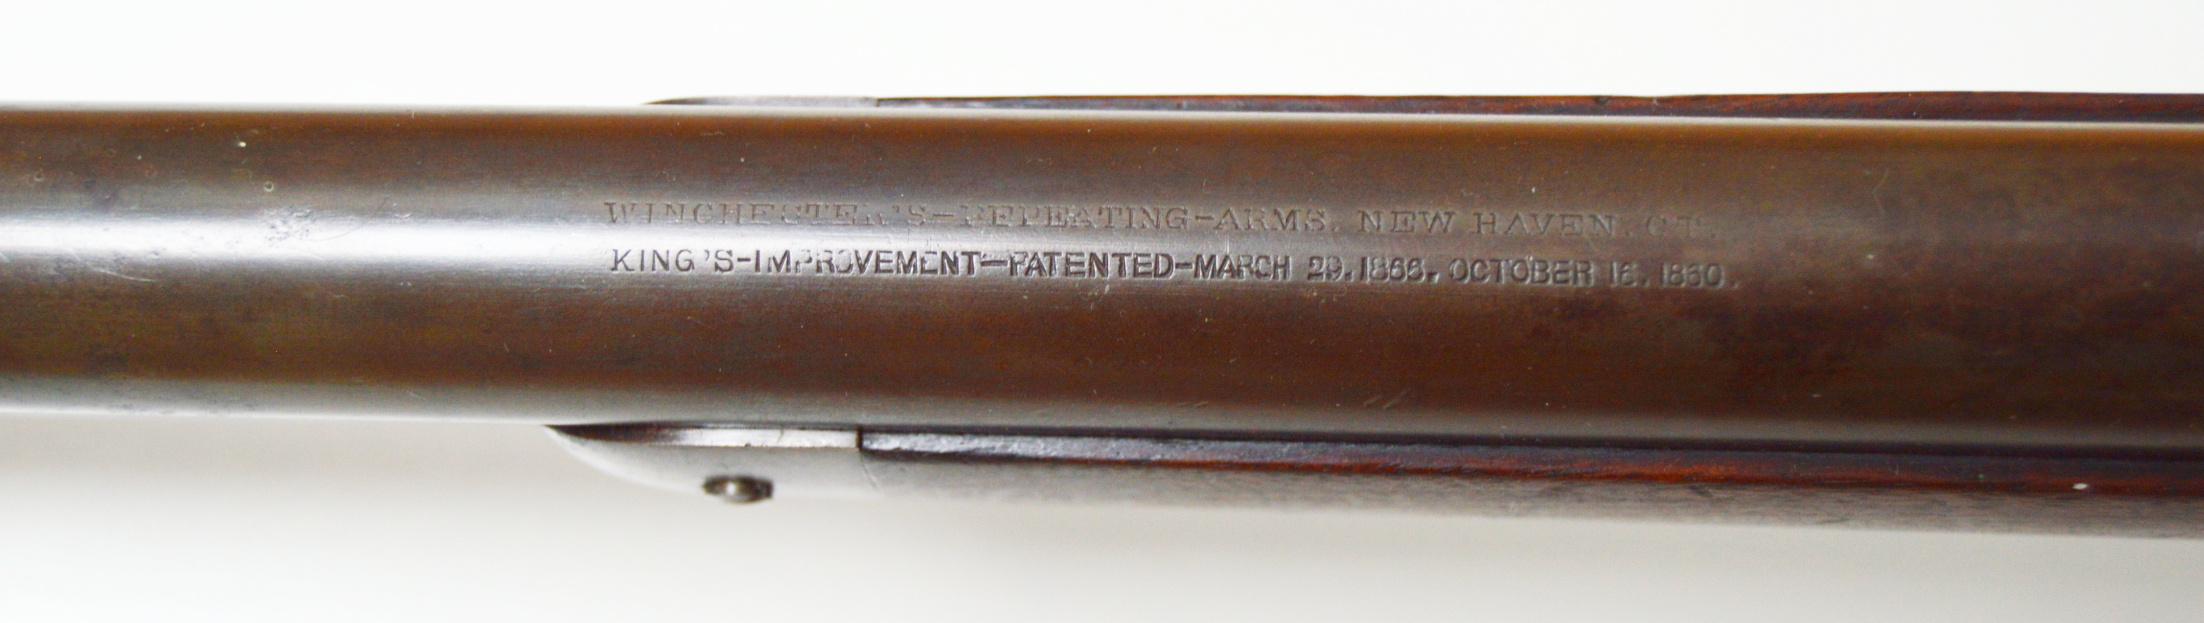 WINCHESTER'S-REPEATING-ARMS. NEW HAVEN. CT.
KING'S-IMPROVEMENT-PATENTED-MARCH 29. 1866. OCTOBER 16. 1860.